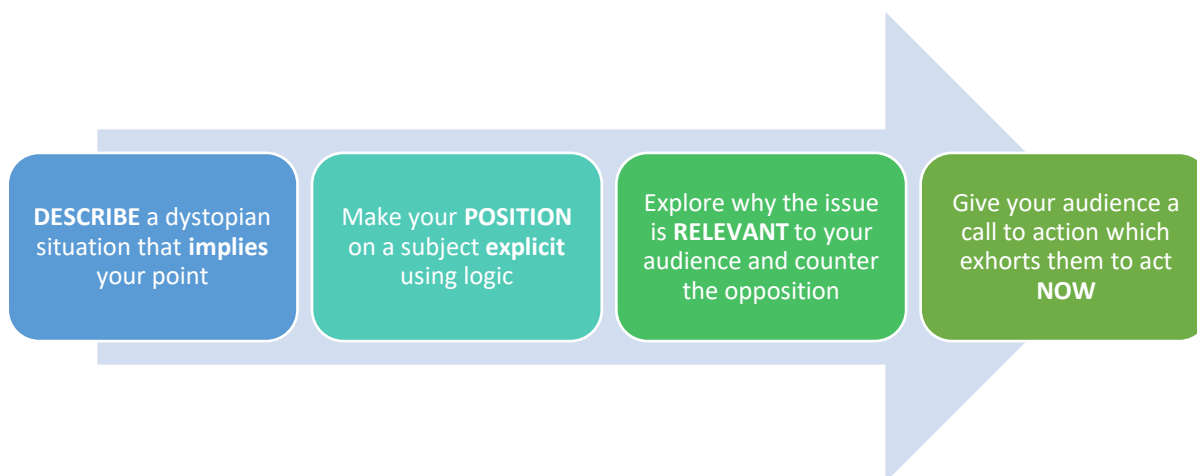 DESCRIBE a dystopian
situation that implies
your point
Make your POSITION
on a subject explicit
using logic
Explore why the issue
is RELEVANT to your
audience and counter
the opposition
Give your audience a
call to action which
exhorts them to act
NOW